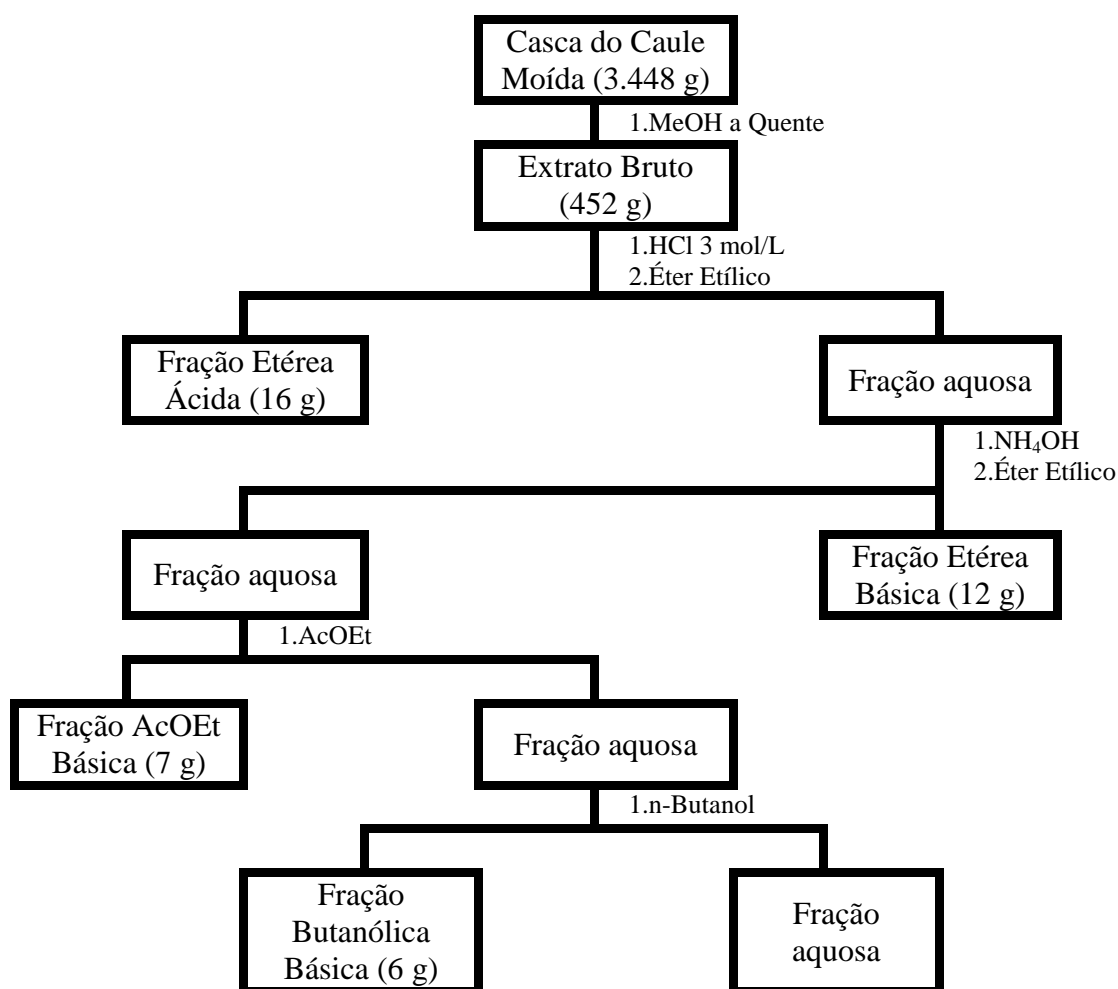 Casca do Caule
Moída (3.448 g)
1.MeOH a Quente
Extrato Bruto
(452 g)
1.HCl 3 mol/L
2.Éter Etílico
Fração Etérea
Ácida (16 g)
Fração aquosa
1.NH₄OH
2.Éter Etílico
Fração aquosa
Fração Etérea
Básica (12 g)
1.AcOEt
Fração AcOEt
Básica (7 g)
Fração aquosa
1.n-Butanol
Fração
Butanólica
Básica (6 g)
Fração
aquosa